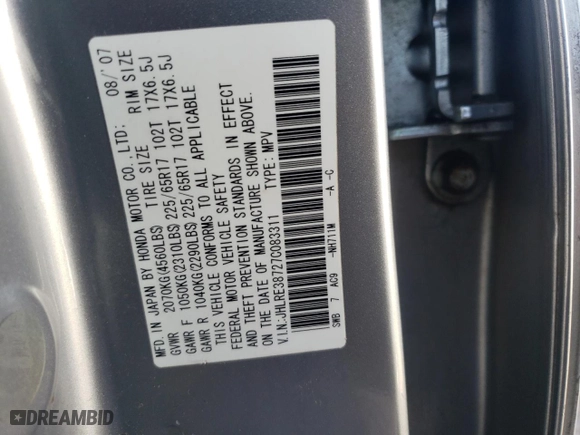 MFD. IN JAPAN BY HONDA MOTOR CO.,LTD: 08/'07
TIRE SIZE RIM SIZE
GVWR 2070KG(4560LBS)
GAWR F 1050KG(2310LBS) 225/65R17 102T 17X6.5J
GAWR R 1040KG(2290LBS) 225/65R17 102T 17X6.5J
THIS VEHICLE CONFORMS TO ALL APPLICABLE
FEDERAL MOTOR VEHICLE SAFETY
AND THEFT PREVENTION STANDARDS IN EFFECT
ON THE DATE OF MANUFACTURE SHOWN ABOVE.
V.I.N:JHLRE38727C083311 TYPE: MPV
SWB 7 AC9 -NH711M -A -C
DREAMBID